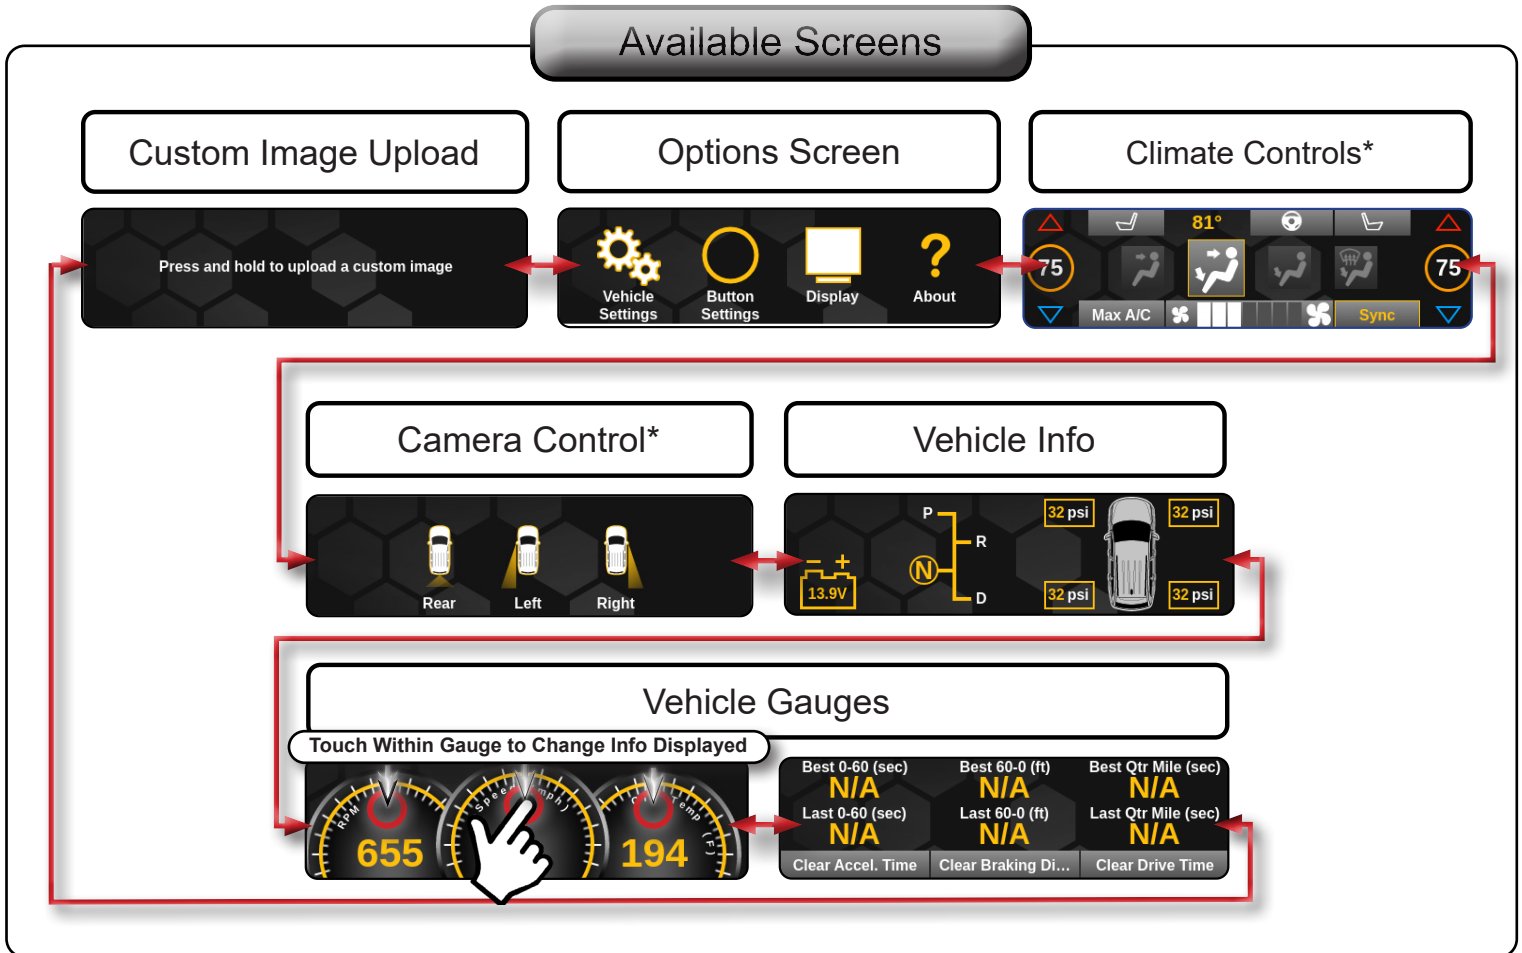 Available Screens
Custom Image Upload
Options Screen
Climate Controls*
Press and hold to upload a custom image
Vehicle
Settings
Button
Settings
Display
?
About
81°
75
75
Max A/C
Sync
Camera Control*
Vehicle Info
Rear
Left
Right
13.9V
P
R
N
D
32 psi
32 psi
32 psi
32 psi
Vehicle Gauges
Touch Within Gauge to Change Info Displayed
RPM
655
Speed (mph)
Temp (F)
194
Best 0-60 (sec)
N/A
Best 60-0 (ft)
N/A
Best Qtr Mile (sec)
N/A
Last 0-60 (sec)
N/A
Last 60-0 (ft)
N/A
Last Qtr Mile (sec)
N/A
Clear Accel. Time
Clear Braking Di...
Clear Drive Time